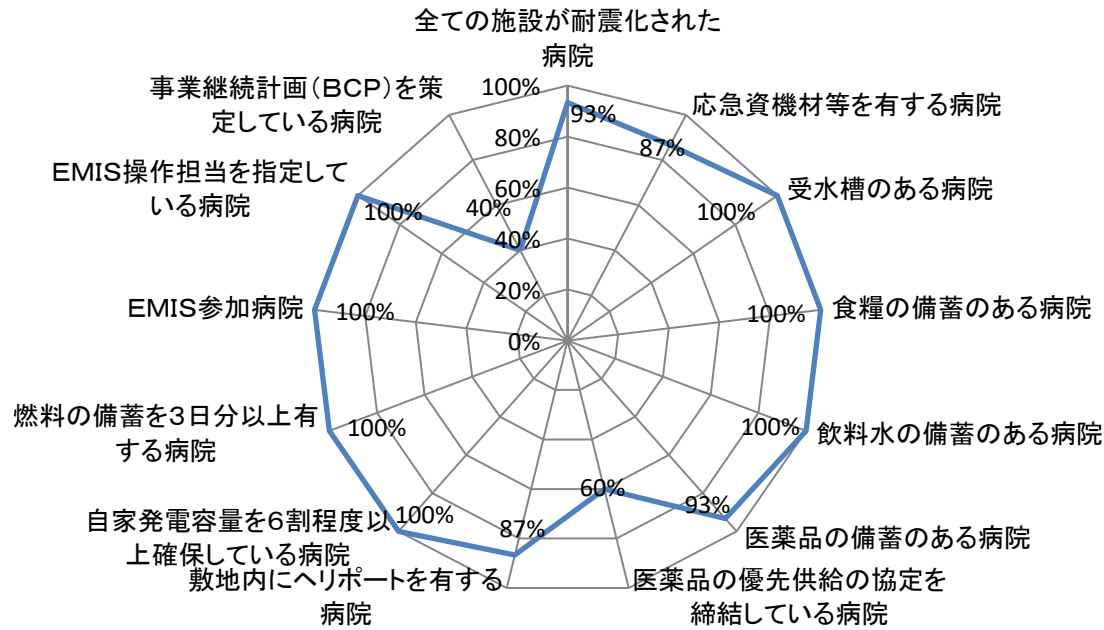 全ての施設が耐震化された
病院
事業継続計画（ＢＣＰ）を策
定している病院
応急資機材等を有する病院
EMIS操作担当を指定して
いる病院
受水槽のある病院
EMIS参加病院
食糧の備蓄のある病院
燃料の備蓄を３日分以上有
する病院
飲料水の備蓄のある病院
自家発電容量を６割程度以
上確保している病院
医薬品の備蓄のある病院
敷地内にヘリポートを有する
病院
医薬品の優先供給の協定を
締結している病院
100%
80%
60%
40%
20%
0%
93%
87%
100%
100%
100%
93%
60%
87%
100%
100%
100%
100%
40%